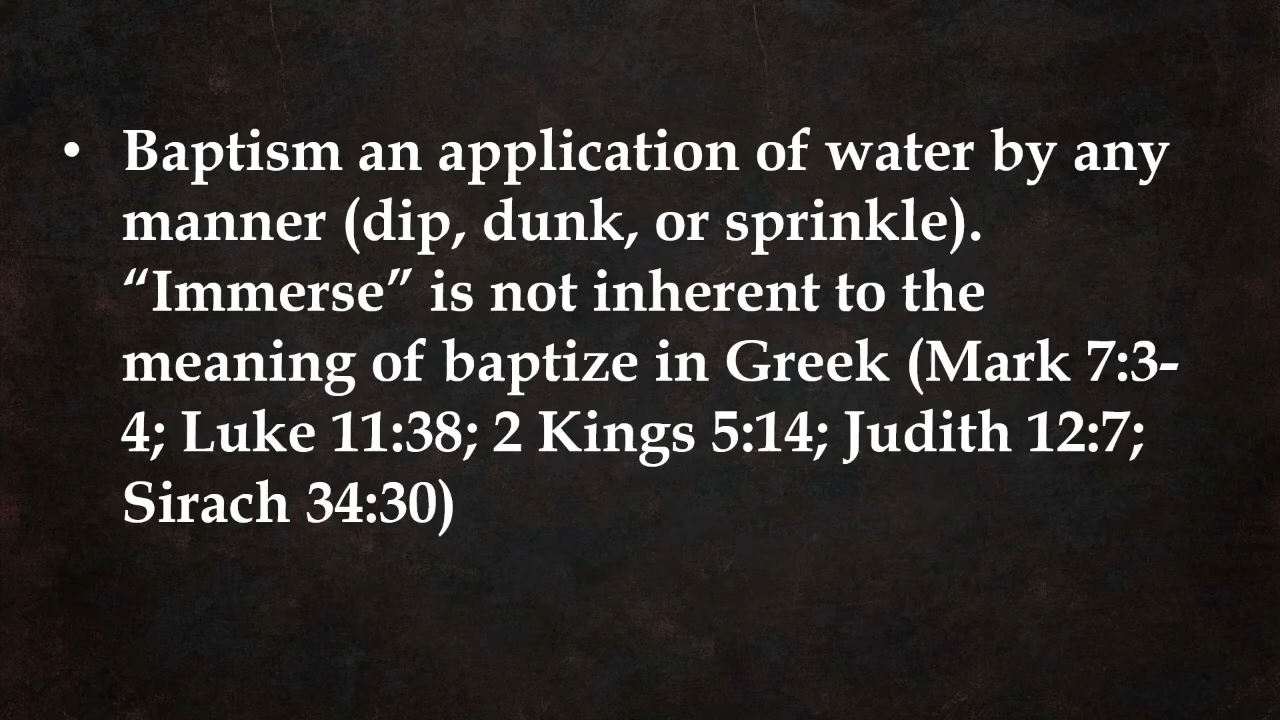 • Baptism an application of water by any
manner (dip, dunk, or sprinkle).
“Immerse” is not inherent to the
meaning of baptize in Greek (Mark 7:3-
4; Luke 11:38; 2 Kings 5:14; Judith 12:7;
Sirach 34:30)